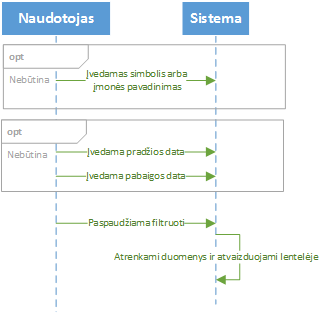 Naudotojas
Sistema
opt
Nebūtina
Įvedamas simbolis arba
įmonės pavadinimas
opt
Nebūtina
Įvedama pradžios data
Įvedama pabaigos data
Paspaudžiama filtruoti
Atrenkami duomenys ir atvaizduojami lentelėje